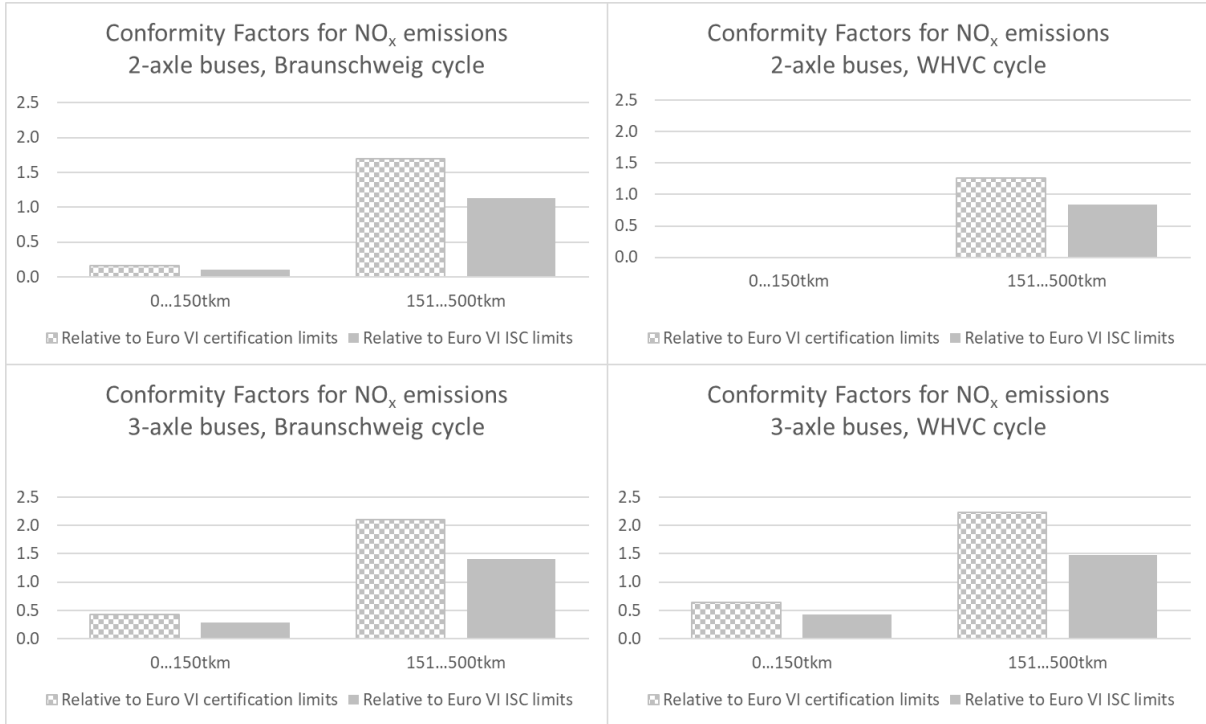 Conformity Factors for NOx emissions
2-axle buses, Braunschweig cycle
2.5
2.0
1.5
1.0
0.5
0.0
0...150tkm 151...500tkm
Relative to Euro VI certification limits Relative to Euro VI ISC limits
Conformity Factors for NOx emissions
2-axle buses, WHVC cycle
2.5
2.0
1.5
1.0
0.5
0.0
0...150tkm 151...500tkm
Relative to Euro VI certification limits Relative to Euro VI ISC limits
Conformity Factors for NOx emissions
3-axle buses, Braunschweig cycle
2.5
2.0
1.5
1.0
0.5
0.0
0...150tkm 151...500tkm
Relative to Euro VI certification limits Relative to Euro VI ISC limits
Conformity Factors for NOx emissions
3-axle buses, WHVC cycle
2.5
2.0
1.5
1.0
0.5
0.0
0...150tkm 151...500tkm
Relative to Euro VI certification limits Relative to Euro VI ISC limits